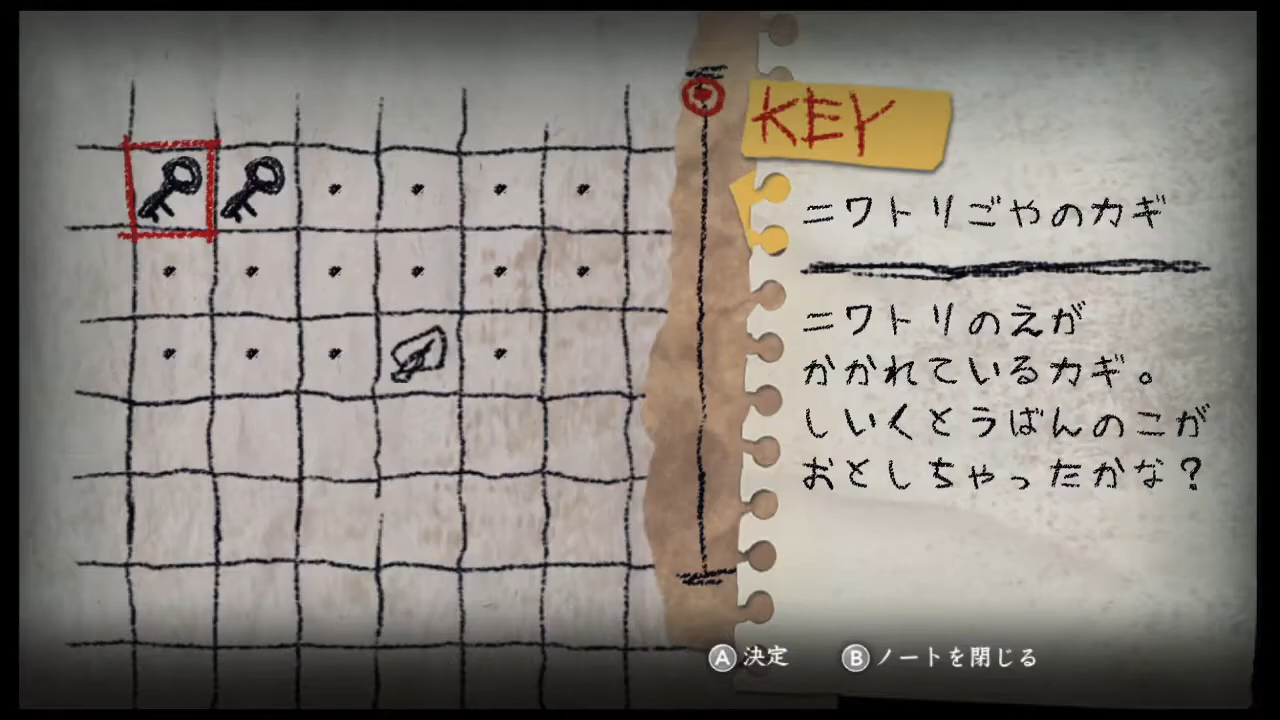 KEY
ニワトリごやのカギ
ニワトリのえが
かかれているカギ。
しいくとうばんのこが
おとしちゃったかな？
A 決定 B ノートを閉じる